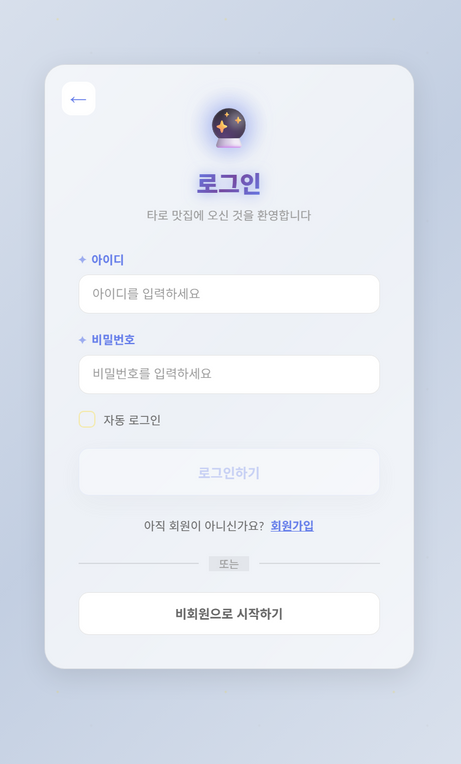 ←
로그인
타로 맛집에 오신 것을 환영합니다
✦ 아이디
아이디를 입력하세요
✦ 비밀번호
비밀번호를 입력하세요
자동 로그인
로그인하기
아직 회원이 아니신가요? 회원가입
또는
비회원으로 시작하기